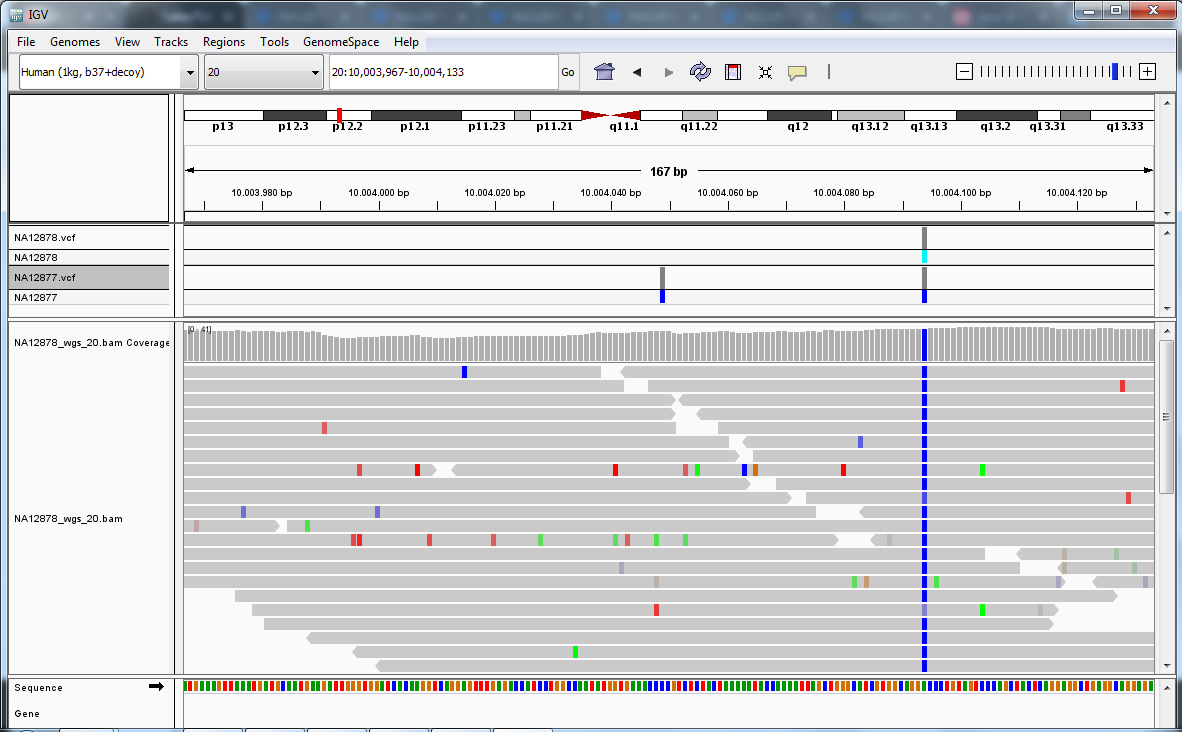 IGV
File Genomes View Tracks Regions Tools GenomeSpace Help
Human (1kg, b37+decoy) 20 20:10,003,967-10,004,133 Go
p13 p12.3 p12.2 p12.1 p11.23 p11.21 q11.1 q11.22 q12 q13.12 q13.13 q13.2 q13.31 q13.33
167 bp
10.003.980 bp 10.004.000 bp 10.004.020 bp 10.004.040 bp 10.004.060 bp 10.004.080 bp 10.004.100 bp 10.004.120 bp
NA12878.vcf
NA12878
NA12877.vcf
NA12877
[0 - 41]
NA12878_wgs_20.bam Coverage
NA12878_wgs_20.bam
Sequence
Gene